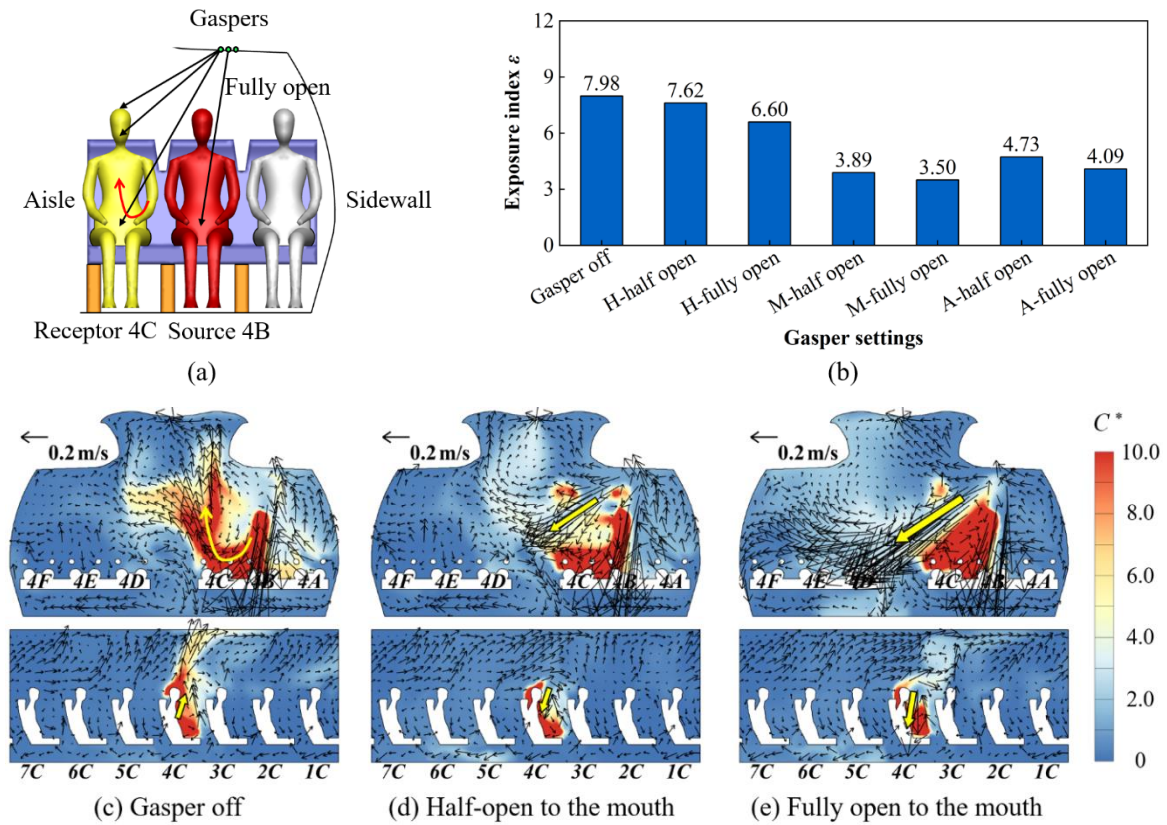 Gaspers
Fully open
Aisle
Sidewall
Receptor 4C
Source 4B
(a)
Exposure index ε
12
9
6
3
0
7.98
7.62
6.60
3.89
3.50
4.73
4.09
Gasper off
H-half open
H-fully open
M-half open
M-fully open
A-half open
A-fully open
Gasper settings
(b)
0.2 m/s
4F 4E 4D 4C 4B 4A
0.2 m/s
4F 4E 4D 4C 4B 4A
0.2 m/s
4F 4E 4C 4B 4A
C*
10.0
8.0
6.0
4.0
2.0
0
7C 6C 5C 4C 3C 2C 1C
7C 6C 5C 4C 3C 2C 1C
7C 6C 5C 4C 3C 2C 1C
(c) Gasper off
(d) Half-open to the mouth
(e) Fully open to the mouth